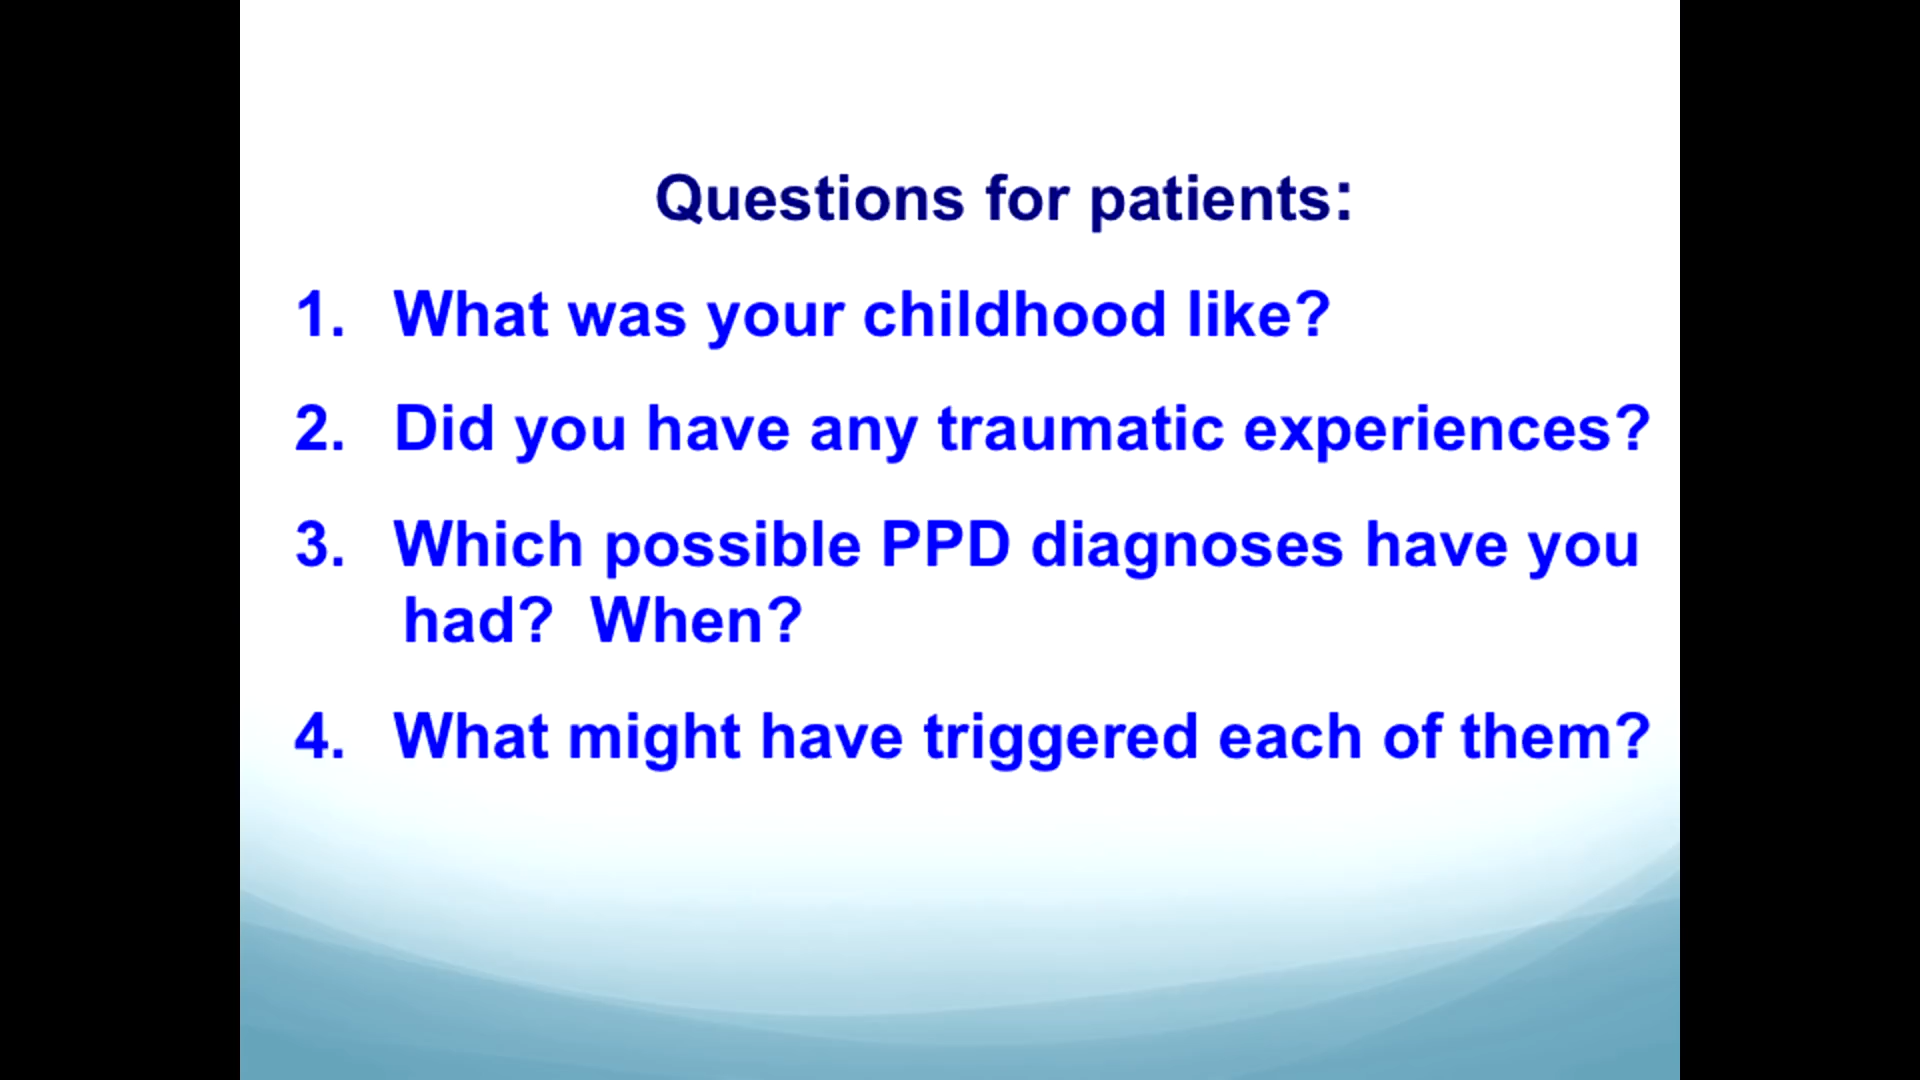 Questions for patients:
1. What was your childhood like?
2. Did you have any traumatic experiences?
3. Which possible PPD diagnoses have you
had? When?
4. What might have triggered each of them?